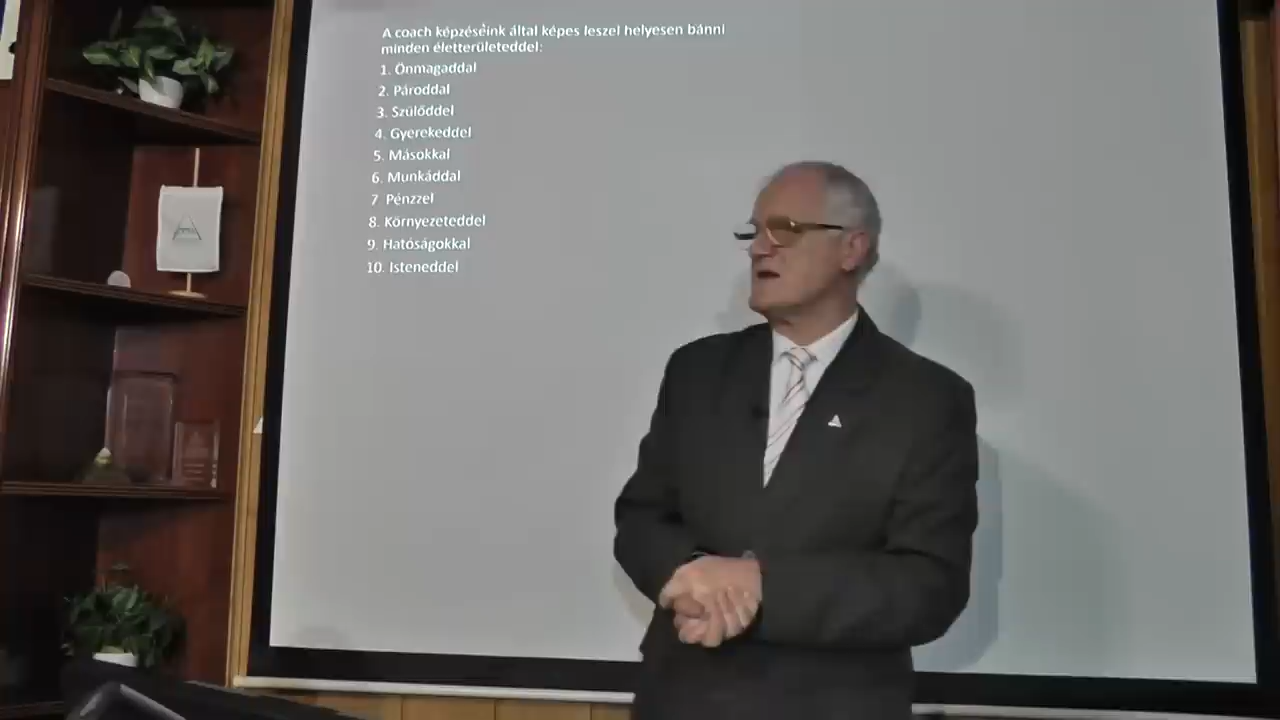 A coach képzéseink által képes leszel helyesen bánni
minden életterületeddel:
1. Önmagaddal
2. Pároddal
3. Szülőddel
4. Gyerekeddel
5. Másokkal
6. Munkáddal
7 Pénzzel
8. Környezeteddel
9. Hatóságokkal
10. Isteneddel